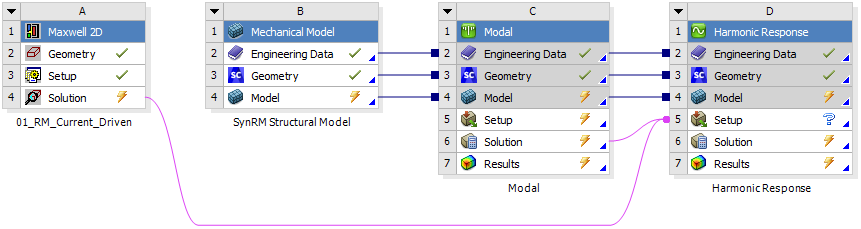 A
1 Maxwell 2D
2 Geometry
3 Setup
4 Solution
01_RM_Current_Driven
B
1 Mechanical Model
2 Engineering Data
3 SC Geometry
4 Model
SynRM Structural Model
C
1 Modal
2 Engineering Data
3 SC Geometry
4 Model
5 Setup
6 Solution
7 Results
Modal
D
1 Harmonic Response
2 Engineering Data
3 SC Geometry
4 Model
5 Setup ?
6 Solution
7 Results
Harmonic Response